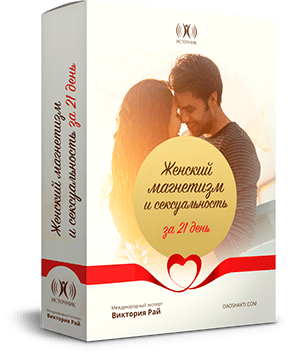 ИСТОЧНИК
Женский
магнетизм
и сексуальность
за 21 день
Международный эксперт
Виктория Рай
DAOSHAKTI.COM
Женский магнетизм
и сексуальность за 21 день
ИСТОЧНИК